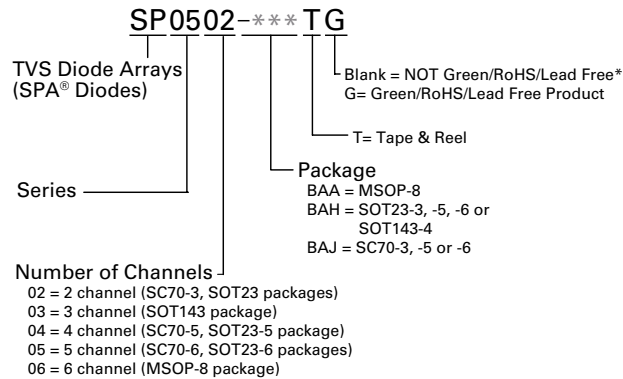 SP0502-***TG
TVS Diode Arrays
(SPA® Diodes)
Blank = NOT Green/RoHS/Lead Free*
G= Green/RoHS/Lead Free Product
T= Tape & Reel
Package
BAA = MSOP-8
BAH = SOT23-3, -5, -6 or
SOT143-4
BAJ = SC70-3, -5 or -6
Series
Number of Channels
02 = 2 channel (SC70-3, SOT23 packages)
03 = 3 channel (SOT143 package)
04 = 4 channel (SC70-5, SOT23-5 package)
05 = 5 channel (SC70-6, SOT23-6 packages)
06 = 6 channel (MSOP-8 package)